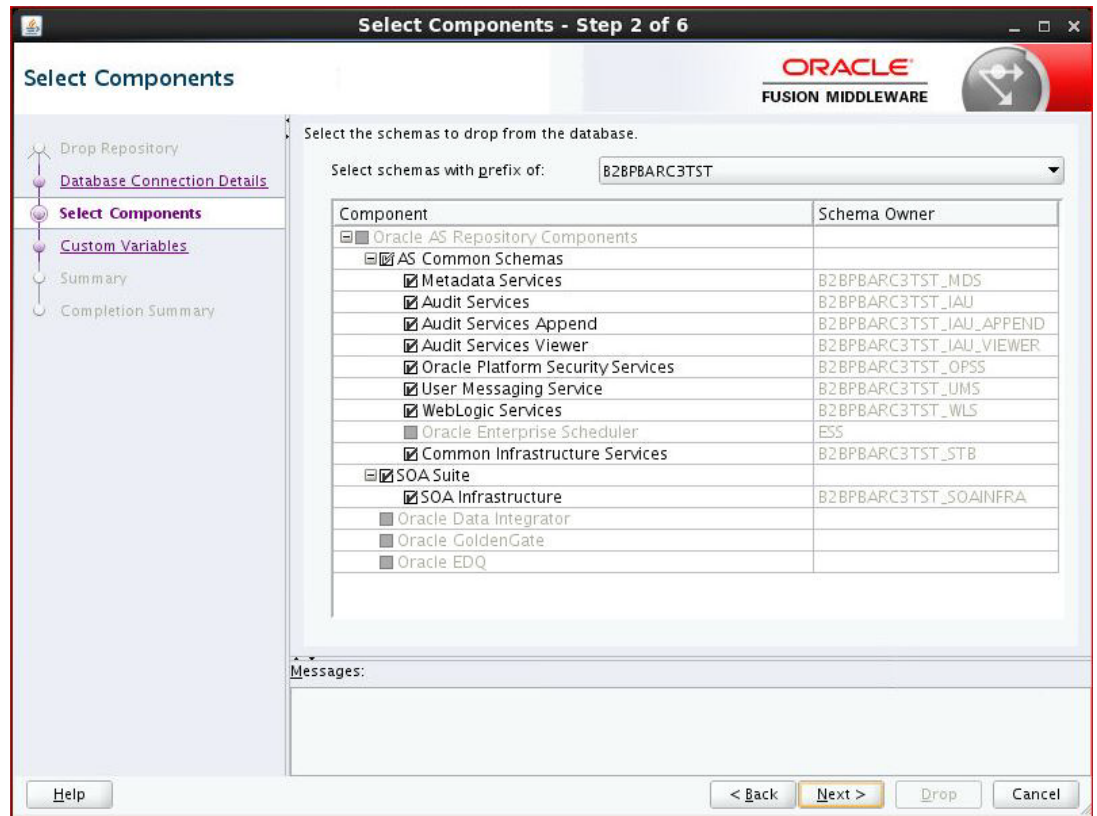 Select Components - Step 2 of 6
Select Components
ORACLE
FUSION MIDDLEWARE
Drop Repository
Database Connection Details
Select Components
Custom Variables
Summary
Completion Summary
Select the schemas to drop from the database.
Select schemas with prefix of: B2BPBARC3TST
Component Schema Owner
Oracle AS Repository Components
AS Common Schemas
Metadata Services B2BPBARC3TST_MDS
Audit Services B2BPBARC3TST_IAU
Audit Services Append B2BPBARC3TST_IAU_APPEND
Audit Services Viewer B2BPBARC3TST_IAU_VIEWER
Oracle Platform Security Services B2BPBARC3TST_OPSS
User Messaging Service B2BPBARC3TST_UMS
WebLogic Services B2BPBARC3TST_WLS
Oracle Enterprise Scheduler ESS
Common Infrastructure Services B2BPBARC3TST_STB
SOA Suite
SOA Infrastructure B2BPBARC3TST_SOAINFRA
Oracle Data Integrator
Oracle GoldenGate
Oracle EDQ
Messages:
Help < Back Next > Drop Cancel